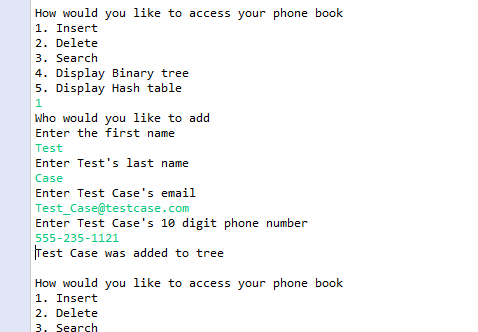 How would you like to access your phone book
1. Insert
2. Delete
3. Search
4. Display Binary tree
5. Display Hash table
1
Who would you like to add
Enter the first name
Test
Enter Test's last name
Case
Enter Test Case's email
Test_Case@testcase.com
Enter Test Case's 10 digit phone number
555-235-1121
Test Case was added to tree
How would you like to access your phone book
1. Insert
2. Delete
3. Search